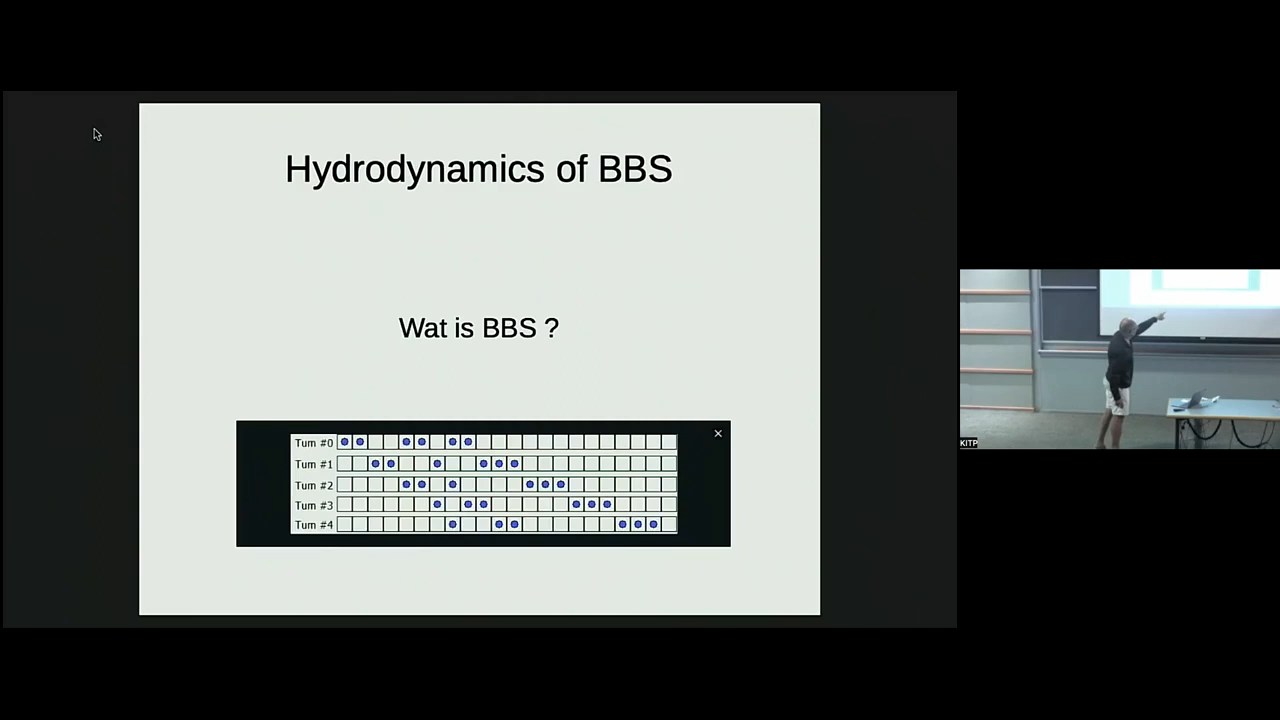 Hydrodynamics of BBS
Wat is BBS ?
Turn #0
Turn #1
Turn #2
Turn #3
Turn #4
KITP